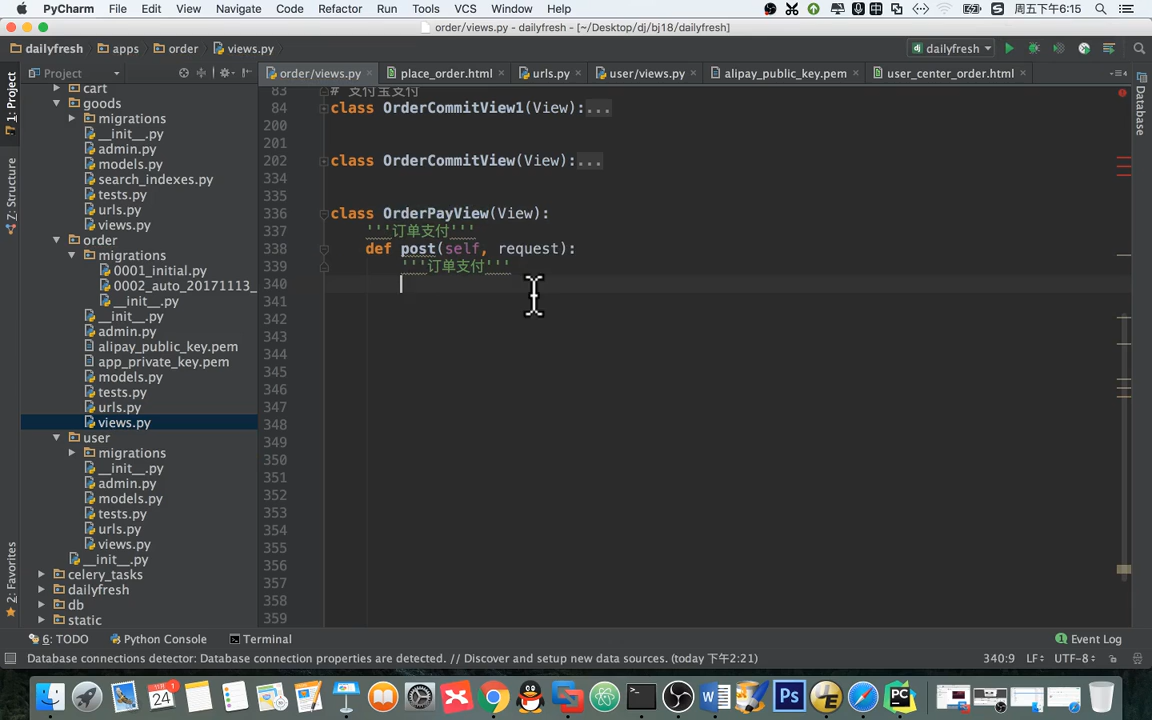 PyCharm File Edit View Navigate Code Refactor Run Tools VCS Window Help 周五下午6:15
order/views.py - dailyfresh - [~/Desktop/dj/bj18/dailyfresh]
dailyfresh apps order views.py dailyfresh
Project order/views.py place_order.html urls.py user/views.py alipay_public_key.pem user_center_order.html
1: Project
Z: Structure
2: Favorites
Database
cart
goods
migrations
__init__.py
admin.py
models.py
search_indexes.py
tests.py
urls.py
views.py
order
migrations
0001_initial.py
0002_auto_20171113_
__init__.py
__init__.py
admin.py
alipay_public_key.pem
app_private_key.pem
models.py
tests.py
urls.py
views.py
user
migrations
__init__.py
admin.py
models.py
tests.py
urls.py
views.py
__init__.py
celery_tasks
dailyfresh
db
static
83 # 支付宝支付
84 class OrderCommitView1(View):...
200
201
202 class OrderCommitView(View):...
334
335
336 class OrderPayView(View):
337 '''订单支付'''
338 def post(self, request):
339 '''订单支付'''
340
341
342
343
344
345
346
347
348
349
350
351
352
353
354
355
356
357
358
359
6: TODO Python Console Terminal 1 Event Log
Database connections detector: Database connection properties are detected. // Discover and setup new data sources. (today 下午2:21) 340:9 LF÷ UTF-8÷
24
PC